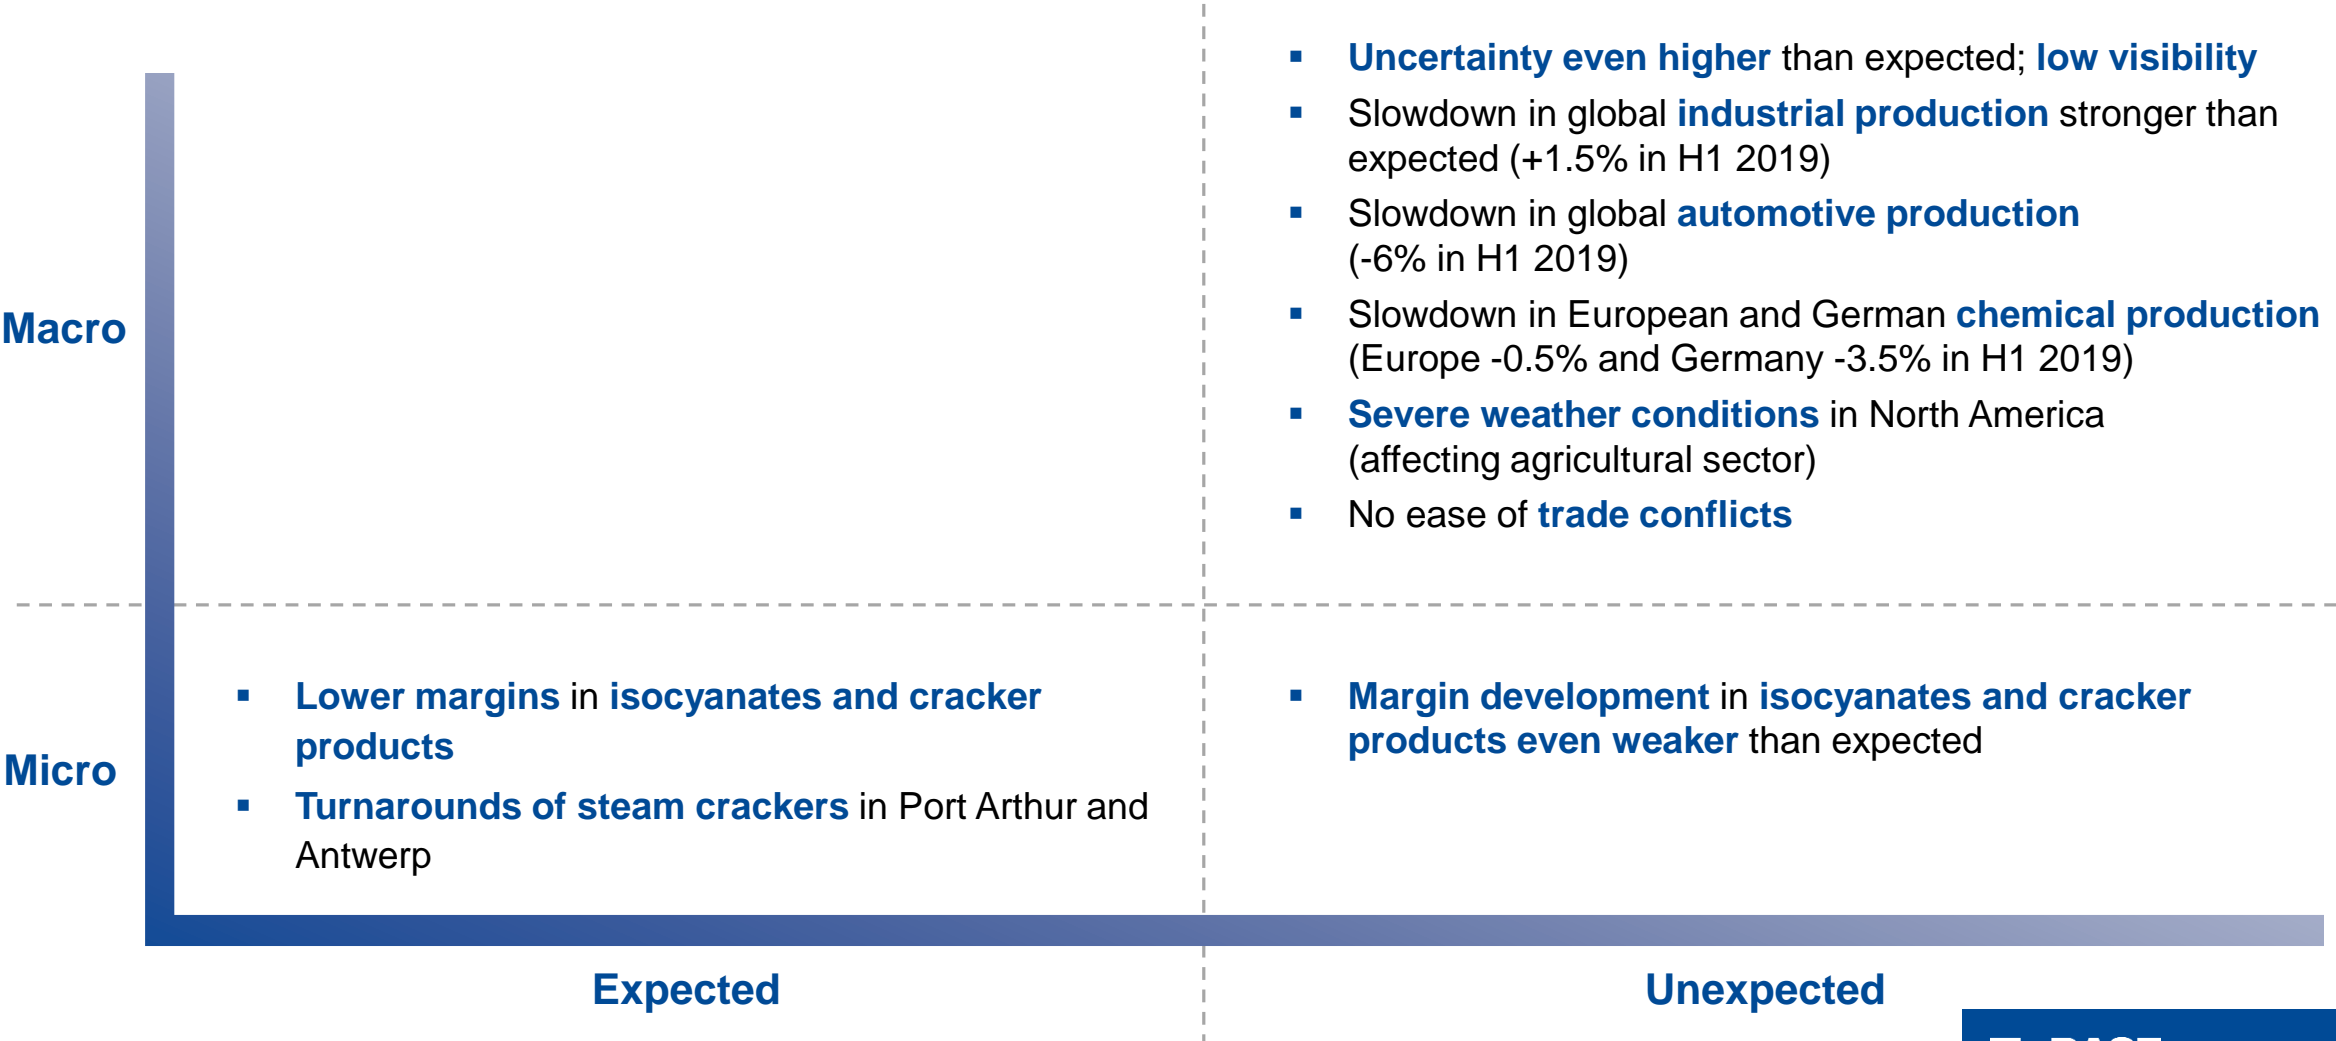 ▪ Uncertainty even higher than expected; low visibility
▪ Slowdown in global industrial production stronger than
expected (+1.5% in H1 2019)
▪ Slowdown in global automotive production
(-6% in H1 2019)
▪ Slowdown in European and German chemical production
(Europe -0.5% and Germany -3.5% in H1 2019)
▪ Severe weather conditions in North America
(affecting agricultural sector)
▪ No ease of trade conflicts
Macro
▪ Lower margins in isocyanates and cracker
products
▪ Turnarounds of steam crackers in Port Arthur and
Antwerp
▪ Margin development in isocyanates and cracker
products even weaker than expected
Micro
Expected
Unexpected